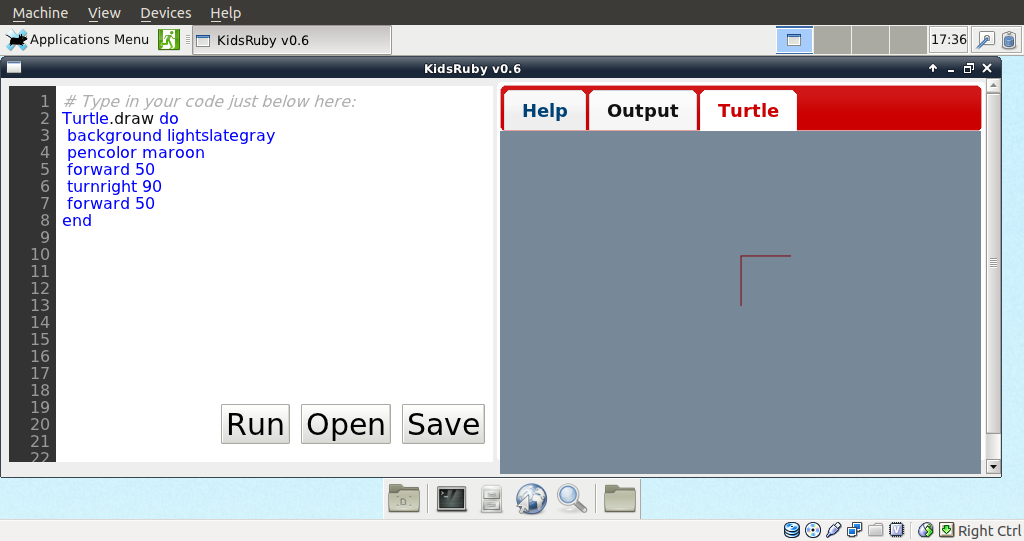 Machine View Devices Help
Applications Menu KidsRuby v0.6 17:36
KidsRuby v0.6
1 # Type in your code just below here:
2 Turtle.draw do
3 background lightslategray
4 pencolor maroon
5 forward 50
6 turnright 90
7 forward 50
8 end
9
10
11
12
13
14
15
16
17
18
19
20
21
22
Run Open Save
Help Output Turtle
Right Ctrl